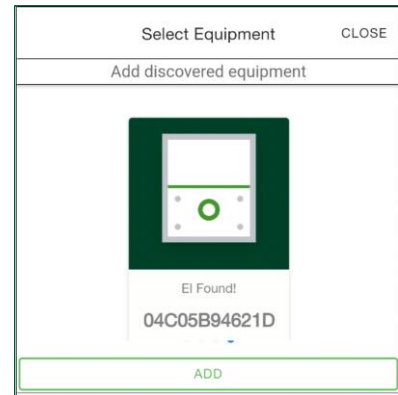 Select Equipment CLOSE
Add discovered equipment
EI Found!
04C05B94621D
ADD